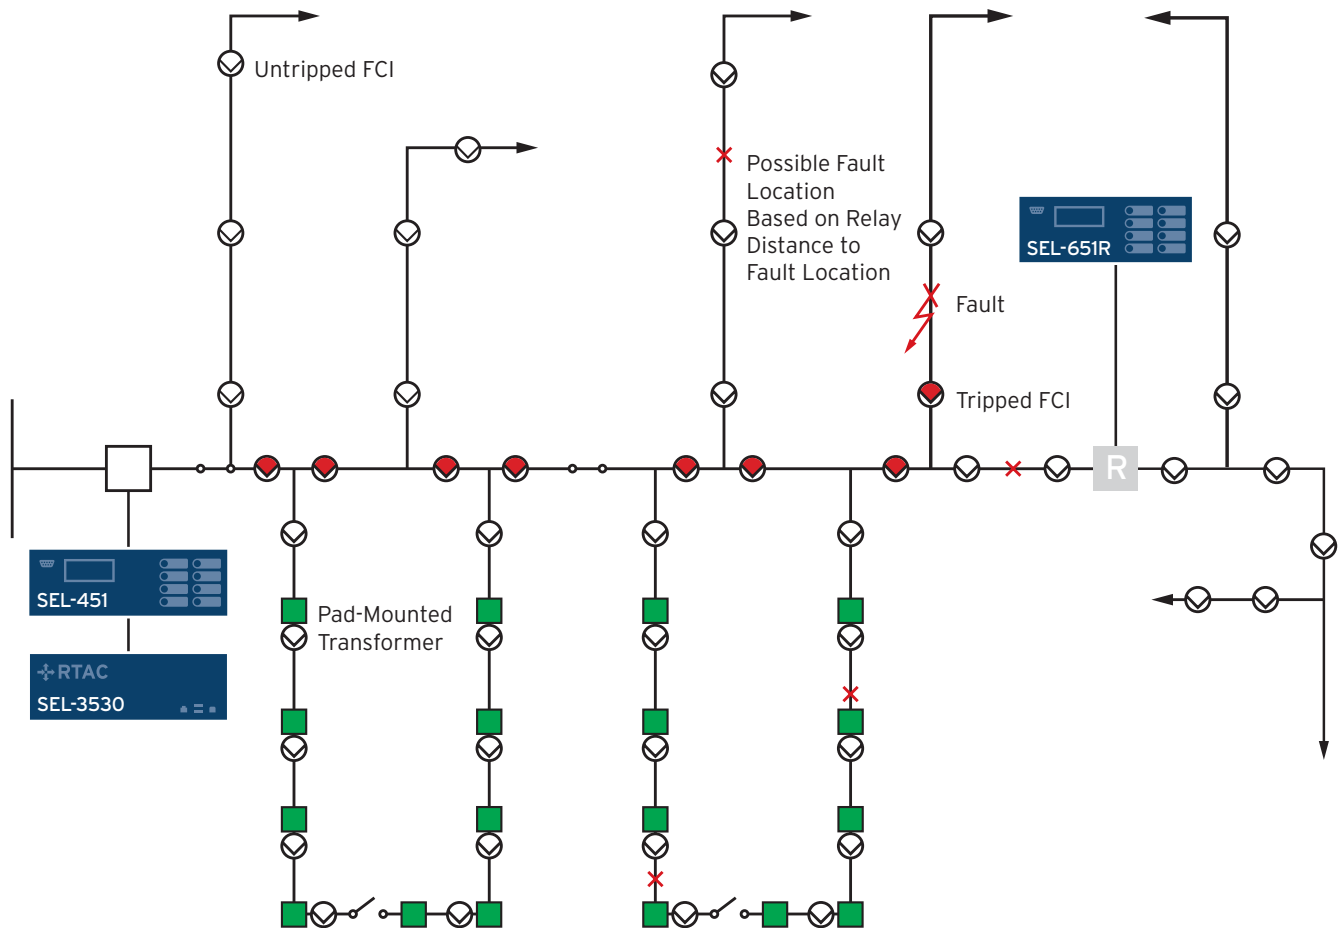 Untripped FCI
Possible Fault
Location
Based on Relay
Distance to
Fault Location
SEL-651R
Fault
Tripped FCI
R
SEL-451
Pad-Mounted
Transformer
RTAC
SEL-3530